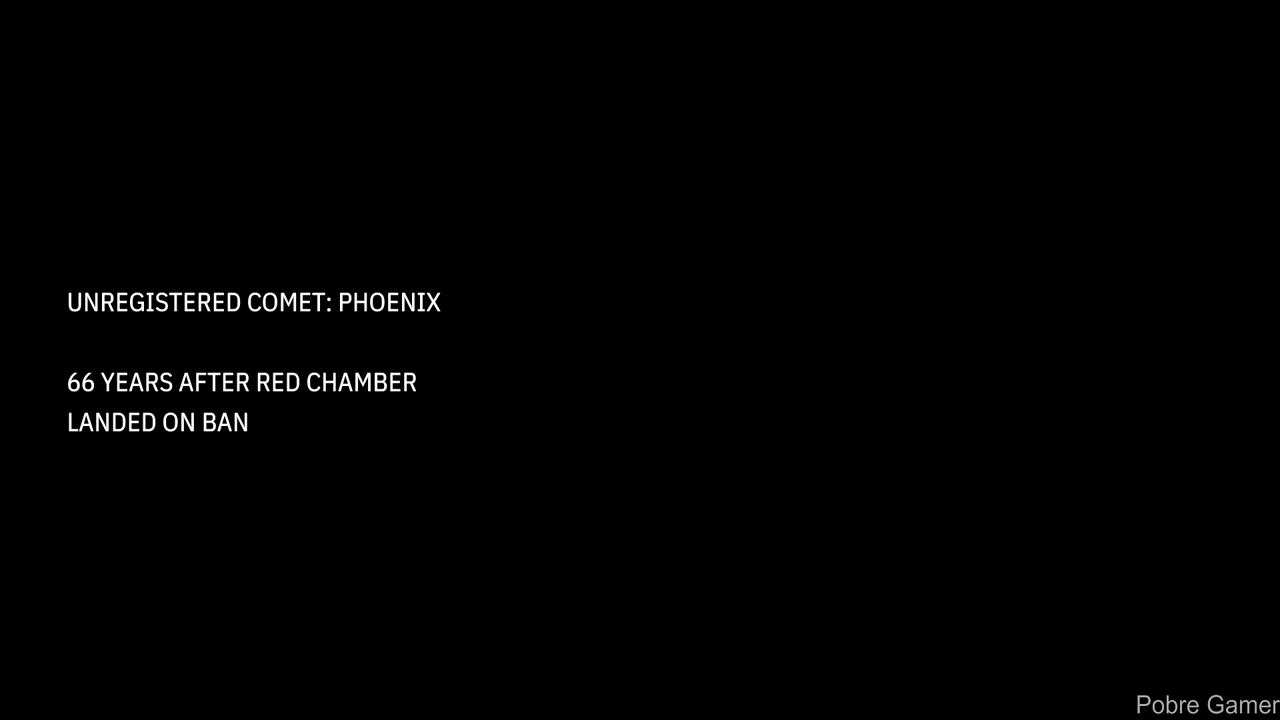 UNREGISTERED COMET: PHOENIX
66 YEARS AFTER RED CHAMBER
LANDED ON BAN
Pobre Gamer